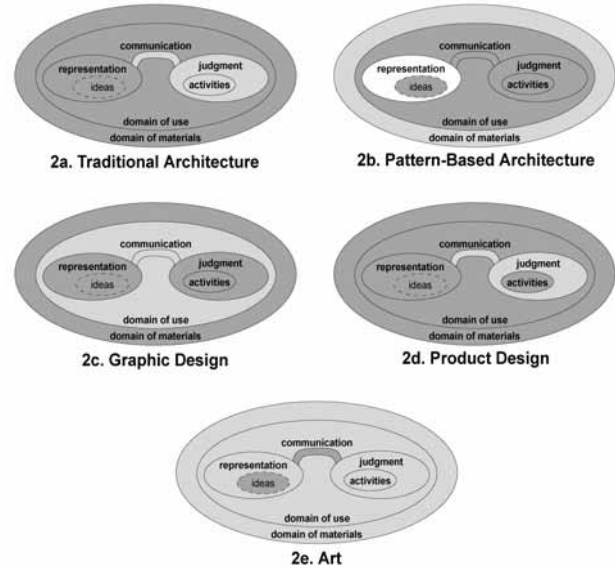 communication
representation
judgment
ideas
activities
domain of use
domain of materials
2a. Traditional Architecture
communication
representation
judgment
ideas
activities
domain of use
domain of materials
2b. Pattern-Based Architecture
communication
representation
judgment
ideas
activities
domain of use
domain of materials
2c. Graphic Design
communication
representation
judgment
ideas
activities
domain of use
domain of materials
2d. Product Design
communication
representation
judgment
ideas
activities
domain of use
domain of materials
2e. Art